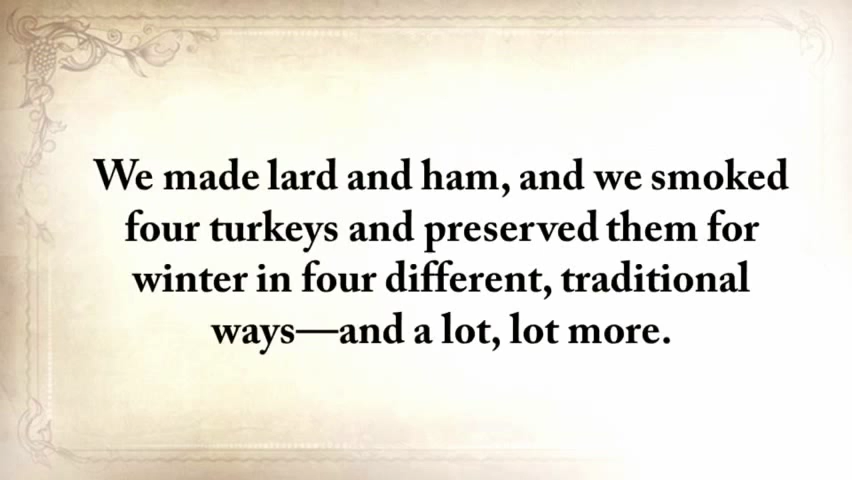 We made lard and ham, and we smoked
four turkeys and preserved them for
winter in four different, traditional
ways—and a lot, lot more.